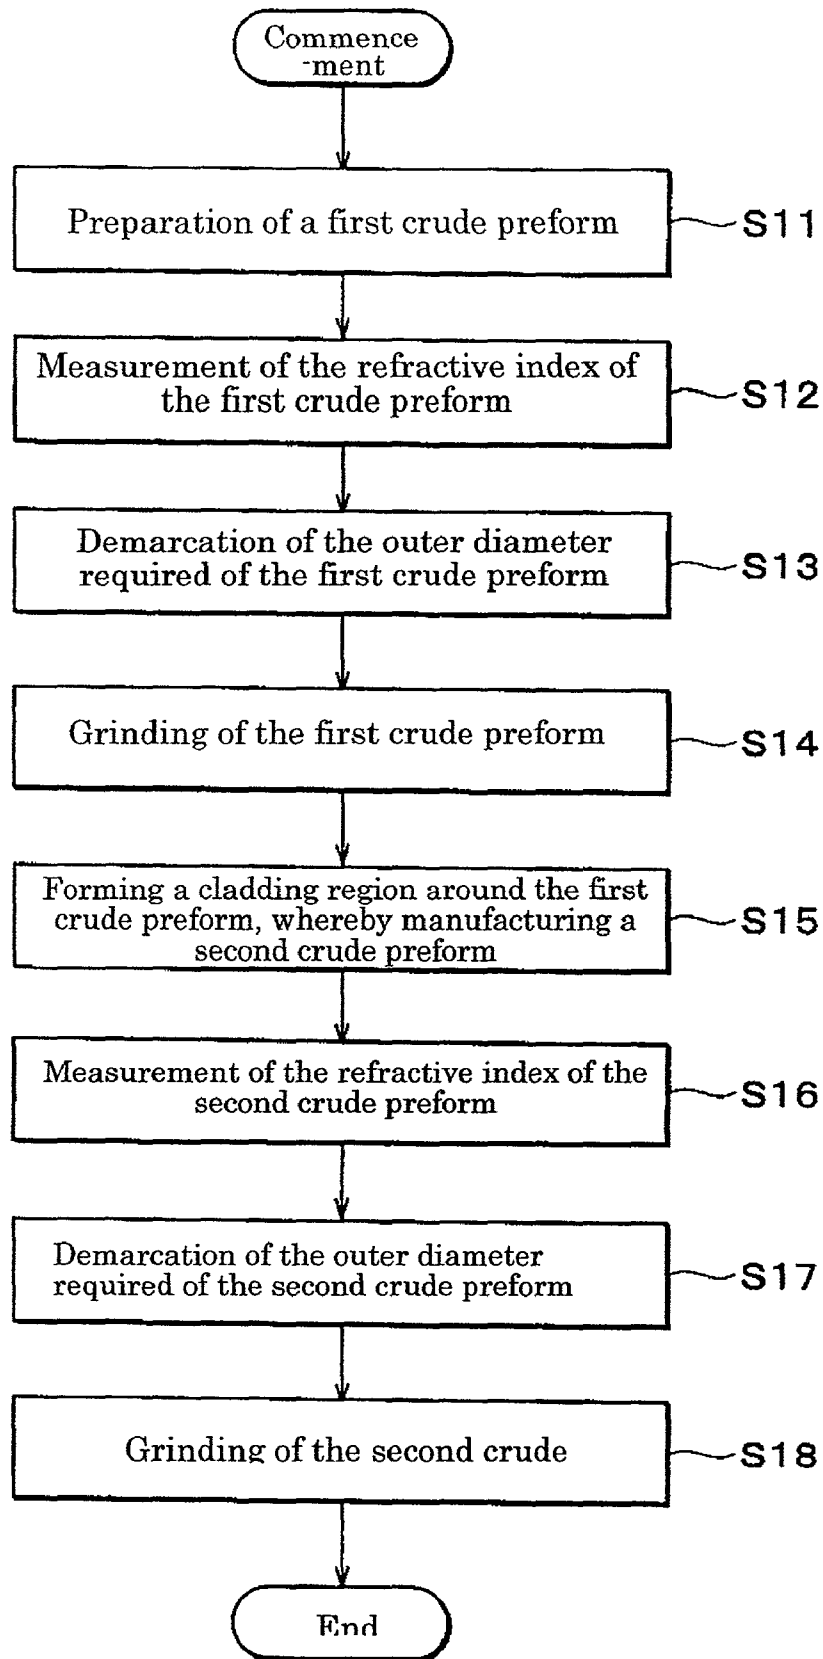 Commence
-ment
Preparation of a first crude preform
S11
Measurement of the refractive index of
the first crude preform
S12
Demarcation of the outer diameter
required of the first crude preform
S13
Grinding of the first crude preform
S14
Forming a cladding region around the first
crude preform, whereby manufacturing a
second crude preform
S15
Measurement of the refractive index of the
second crude preform
S16
Demarcation of the outer diameter
required of the second crude preform
S17
Grinding of the second crude
S18
End